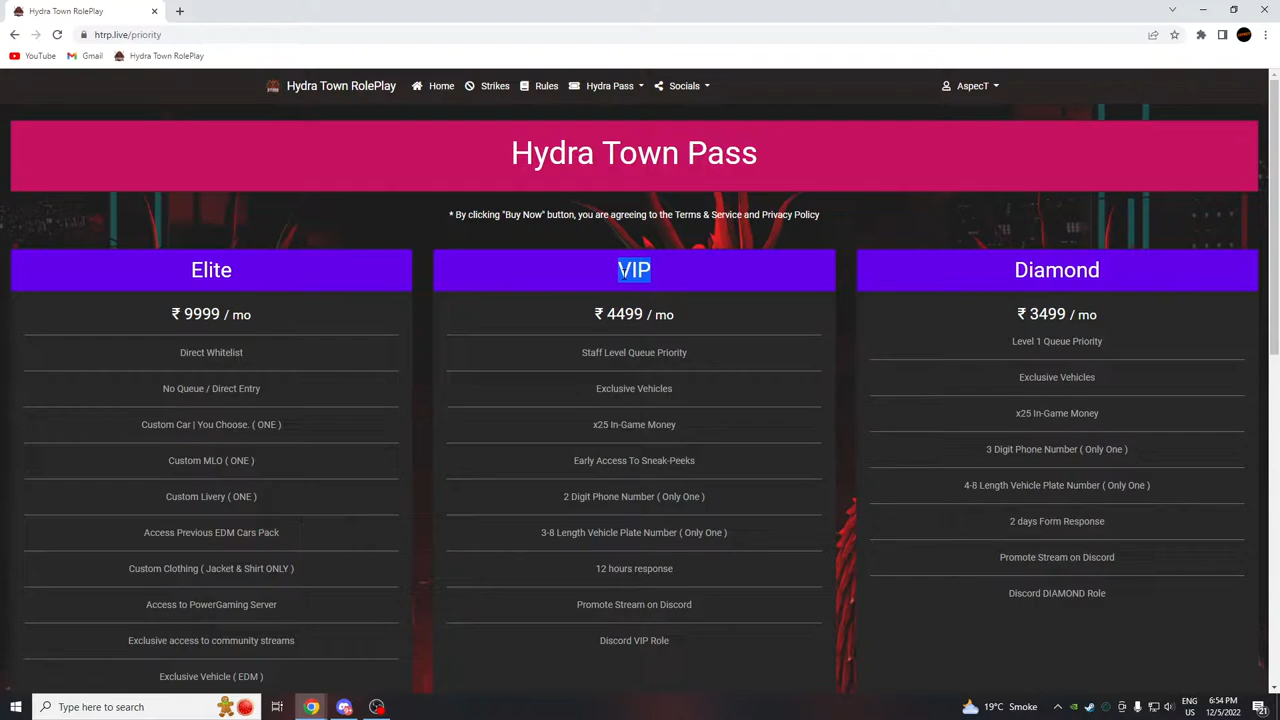 Hydra Town RolePlay
htrp.live/priority
YouTube
Gmail
Hydra Town RolePlay
Hydra Town RolePlay Home Strikes Rules Hydra Pass Socials AspecT
Hydra Town Pass
* By clicking "Buy Now" button, you are agreeing to the Terms & Service and Privacy Policy
Elite
₹ 9999 / mo
Direct Whitelist
No Queue / Direct Entry
Custom Car | You Choose. ( ONE )
Custom MLO ( ONE )
Custom Livery ( ONE )
Access Previous EDM Cars Pack
Custom Clothing ( Jacket & Shirt ONLY )
Access to PowerGaming Server
Exclusive access to community streams
Exclusive Vehicle ( EDM )
VIP
₹ 4499 / mo
Staff Level Queue Priority
Exclusive Vehicles
x25 In-Game Money
Early Access To Sneak-Peeks
2 Digit Phone Number ( Only One )
3-8 Length Vehicle Plate Number ( Only One )
12 hours response
Promote Stream on Discord
Discord VIP Role
Diamond
₹ 3499 / mo
Level 1 Queue Priority
Exclusive Vehicles
x25 In-Game Money
3 Digit Phone Number ( Only One )
4-8 Length Vehicle Plate Number ( Only One )
2 days Form Response
Promote Stream on Discord
Discord DIAMOND Role
Type here to search
19°C Smoke
ENG
US
6:54 PM
12/5/2022
21